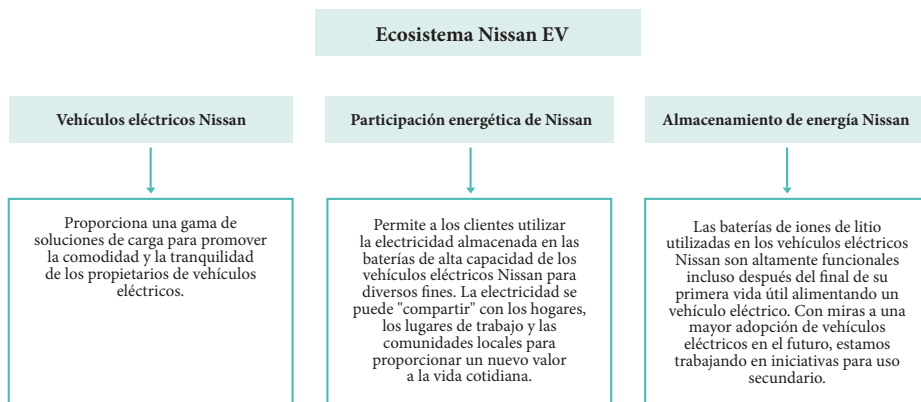 Ecosistema Nissan EV
Vehículos eléctricos Nissan
Participación energética de Nissan
Almacenamiento de energía Nissan
Proporciona una gama de
soluciones de carga para promover
la comodidad y la tranquilidad
de los propietarios de vehículos
eléctricos.
Permite a los clientes utilizar
la electricidad almacenada en las
baterías de alta capacidad de los
vehículos eléctricos Nissan para
diversos fines. La electricidad se
puede "compartir" con los hogares,
los lugares de trabajo y las
comunidades locales para
proporcionar un nuevo valor
a la vida cotidiana.
Las baterías de iones de litio
utilizadas en los vehículos eléctricos
Nissan son altamente funcionales
incluso después del final de su
primera vida útil alimentando un
vehículo eléctrico. Con miras a una
mayor adopción de vehículos
eléctricos en el futuro, estamos
trabajando en iniciativas para uso
secundario.